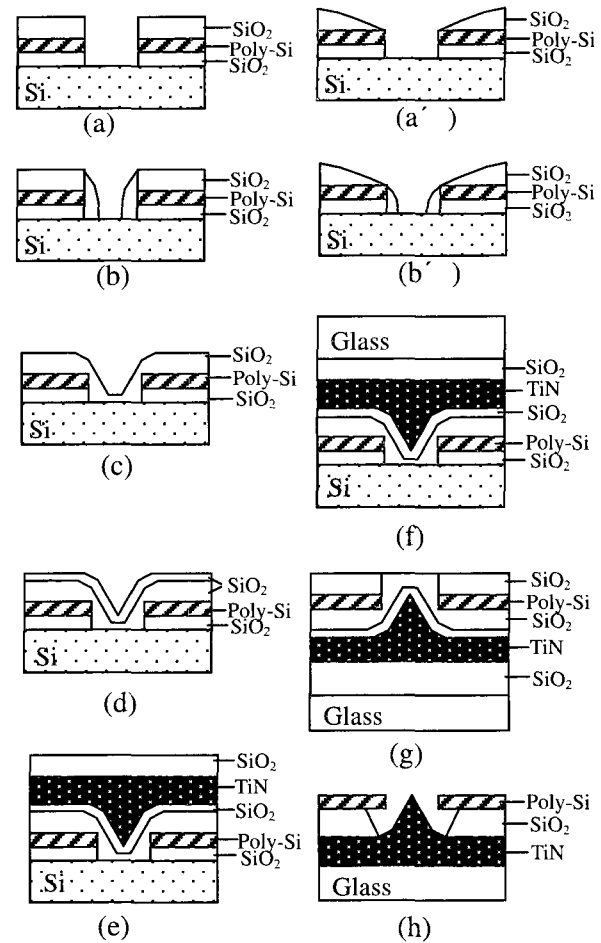 SiO₂
Poly-Si
SiO₂
Si
(a)
SiO₂
Poly-Si
SiO₂
Si
(a′ )
SiO₂
Poly-Si
SiO₂
Si
(b)
SiO₂
Poly-Si
SiO₂
Si
(b′ )
SiO₂
Poly-Si
SiO₂
Si
(c)
Glass
SiO₂
TiN
SiO₂
Poly-Si
SiO₂
Si
(f)
SiO₂
Poly-Si
SiO₂
Si
(d)
SiO₂
Poly-Si
SiO₂
TiN
SiO₂
Glass
(g)
SiO₂
TiN
SiO₂
Poly-Si
SiO₂
Si
(e)
Poly-Si
SiO₂
TiN
Glass
(h)